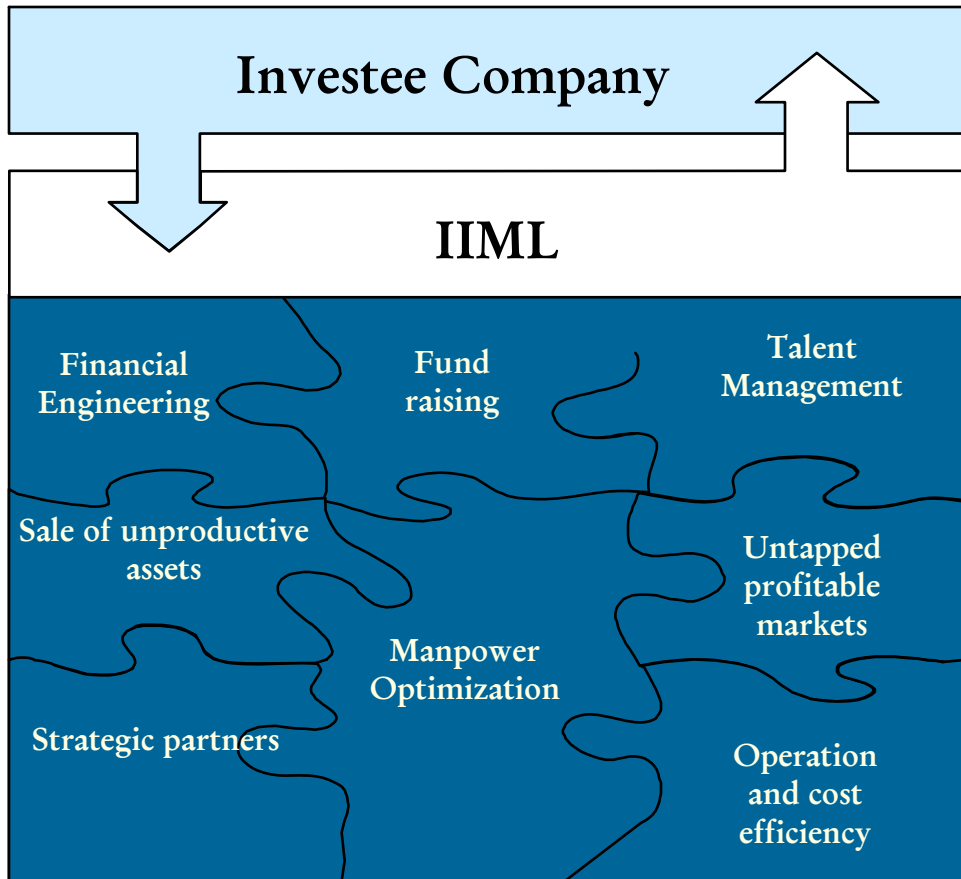 Investee Company
IIML
Financial
Engineering
Fund
raising
Talent
Management
Sale of unproductive
assets
Untapped
profitable
markets
Manpower
Optimization
Strategic partners
Operation
and cost
efficiency